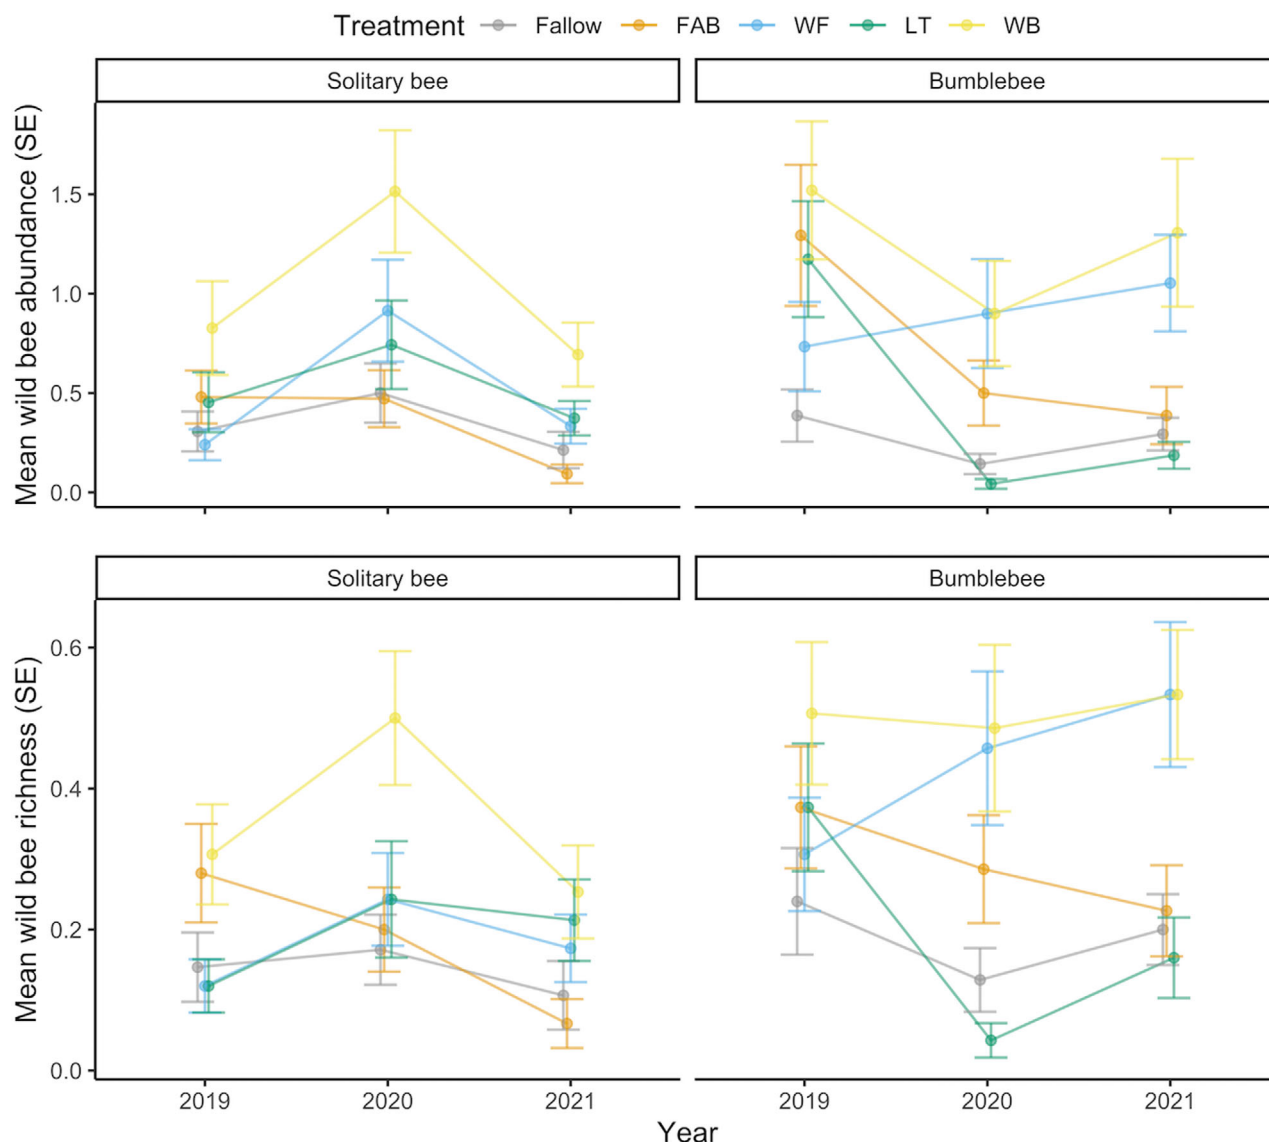 Treatment Fallow FAB WF LT WB
Solitary bee Bumblebee
Mean wild bee abundance (SE)
1.5
1.0
0.5
0.0
Solitary bee Bumblebee
Mean wild bee richness (SE)
0.6
0.4
0.2
0.0
2019 2020 2021 2019 2020 2021
Year